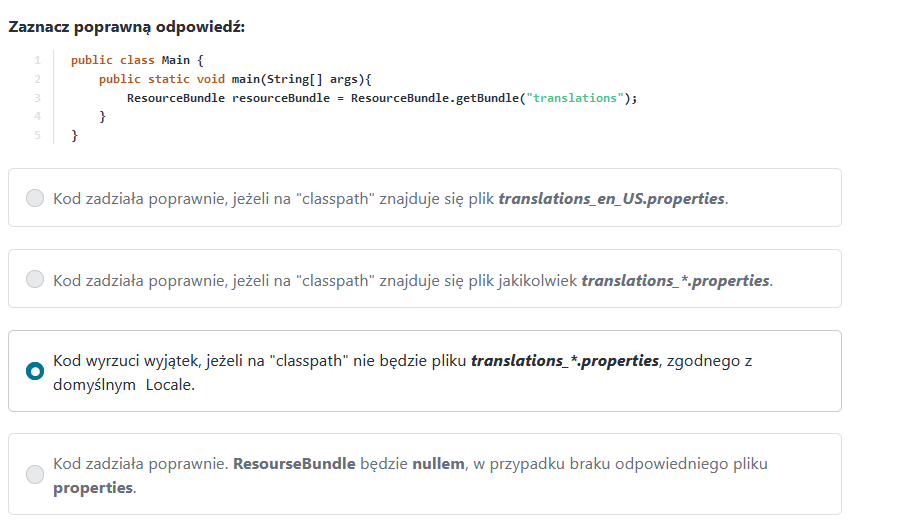 Zaznacz poprawną odpowiedź:
1 public class Main {
2 public static void main(String[] args){
3 ResourceBundle resourceBundle = ResourceBundle.getBundle("translations");
4 }
5 }
Kod zadziała poprawnie, jeżeli na "classpath" znajduje się plik translations_en_US.properties.
Kod zadziała poprawnie, jeżeli na "classpath" znajduje się plik jakikolwiek translations_*.properties.
Kod wyrzuci wyjątek, jeżeli na "classpath" nie będzie pliku translations_*.properties, zgodnego z
domyślnym Locale.
Kod zadziała poprawnie. ResourseBundle będzie nullem, w przypadku braku odpowiedniego pliku
properties.